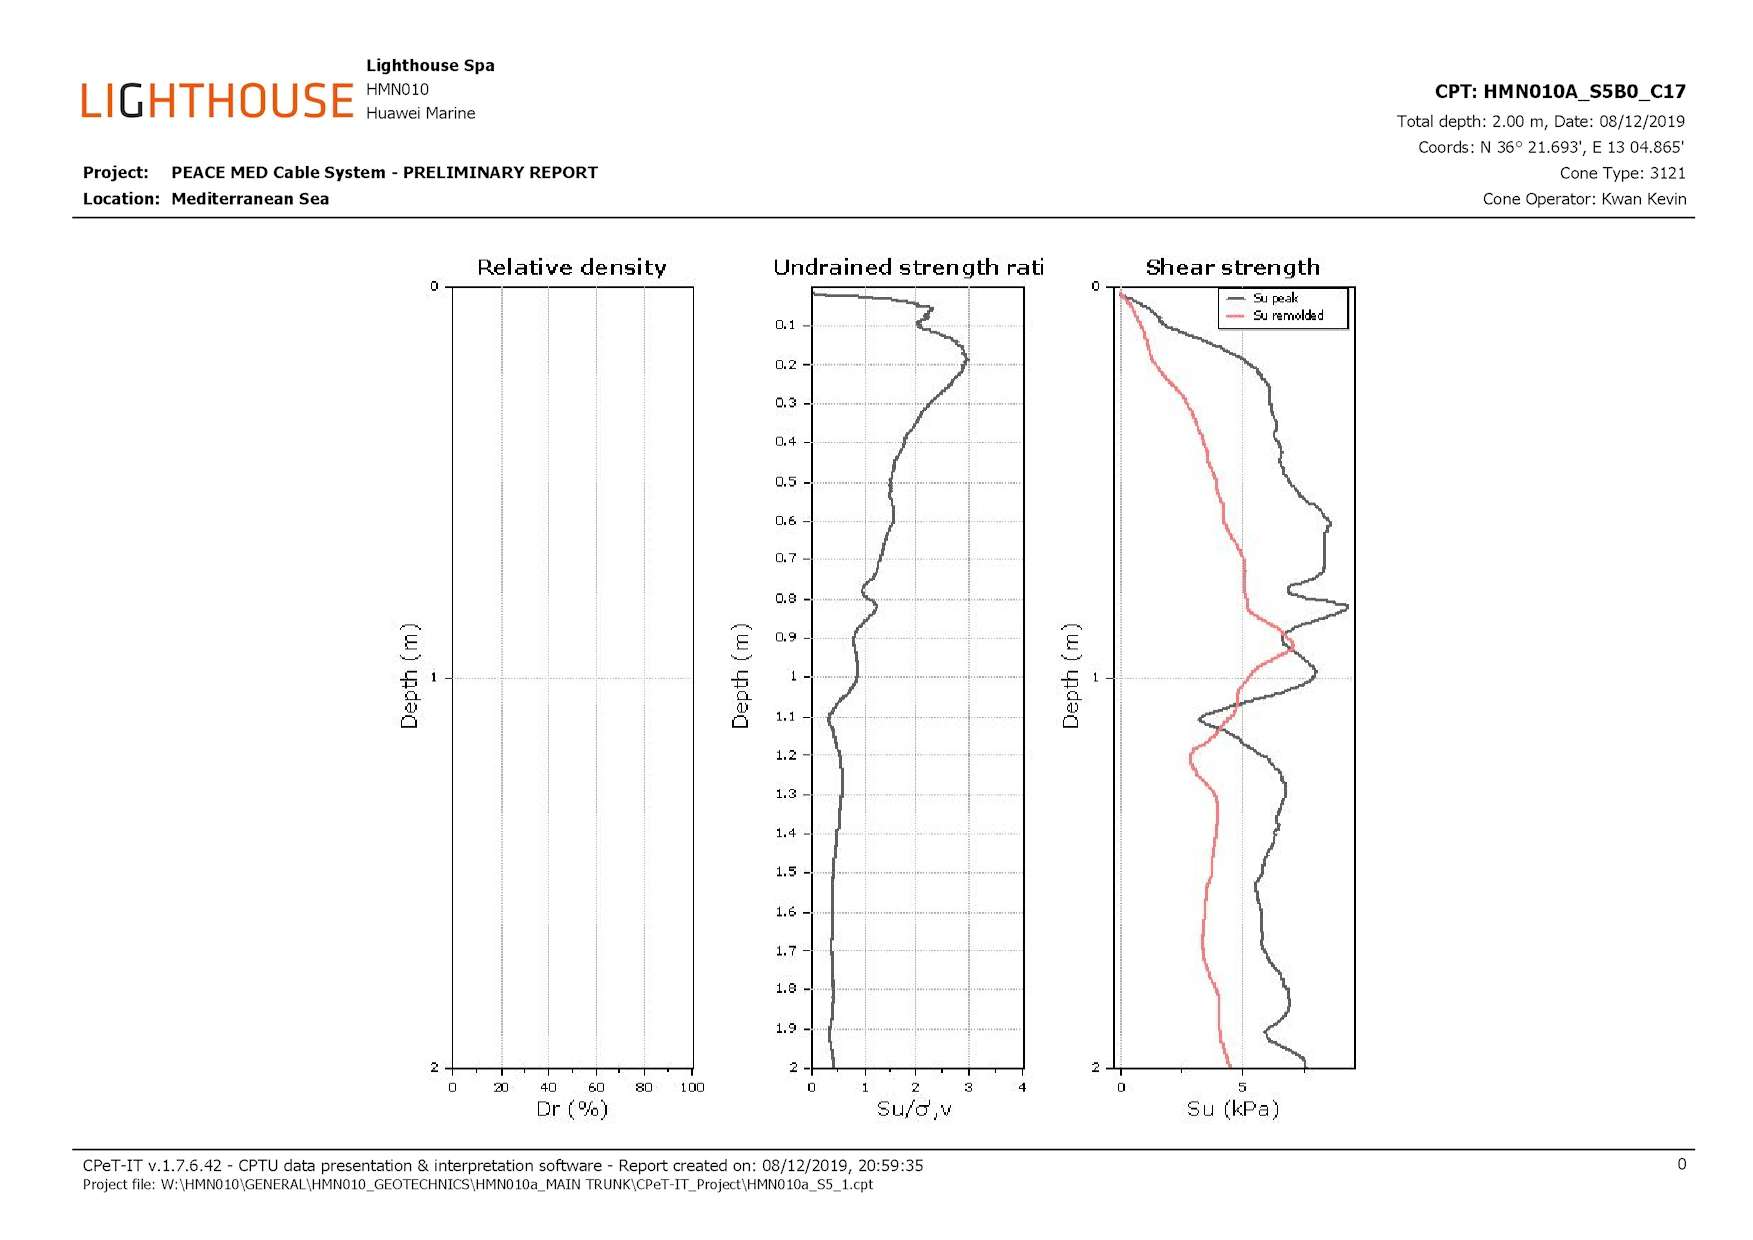 LIGHTHOUSE
Lighthouse Spa
HMN010
Huawei Marine
CPT: HMN010A_S5B0_C17
Total depth: 2.00 m, Date: 08/12/2019
Coords: N 36° 21.693', E 13 04.865'
Cone Type: 3121
Cone Operator: Kwan Kevin
Project: PEACE MED Cable System - PRELIMINARY REPORT
Location: Mediterranean Sea
Relative density
0
1
2
Depth (m)
0 20 40 60 80 100
Dr (%)
Undrained strength rati
0.1
0.2
0.3
0.4
0.5
0.6
0.7
0.8
0.9
1
1.1
1.2
1.3
1.4
1.5
1.6
1.7
1.8
1.9
2
Depth (m)
0 1 2 3 4
Su/σ',v
Shear strength
Su peak
Su remolded
0
1
2
Depth (m)
0 5
Su (kPa)
CPeT-IT v.1.7.6.42 - CPTU data presentation & interpretation software - Report created on: 08/12/2019, 20:59:35
0
Project file: W:\HMN010\GENERAL\HMN010_GEOTECHNICS\HMN010a_MAIN TRUNK\CPeT-IT_Project\HMN010a_S5_1.cpt